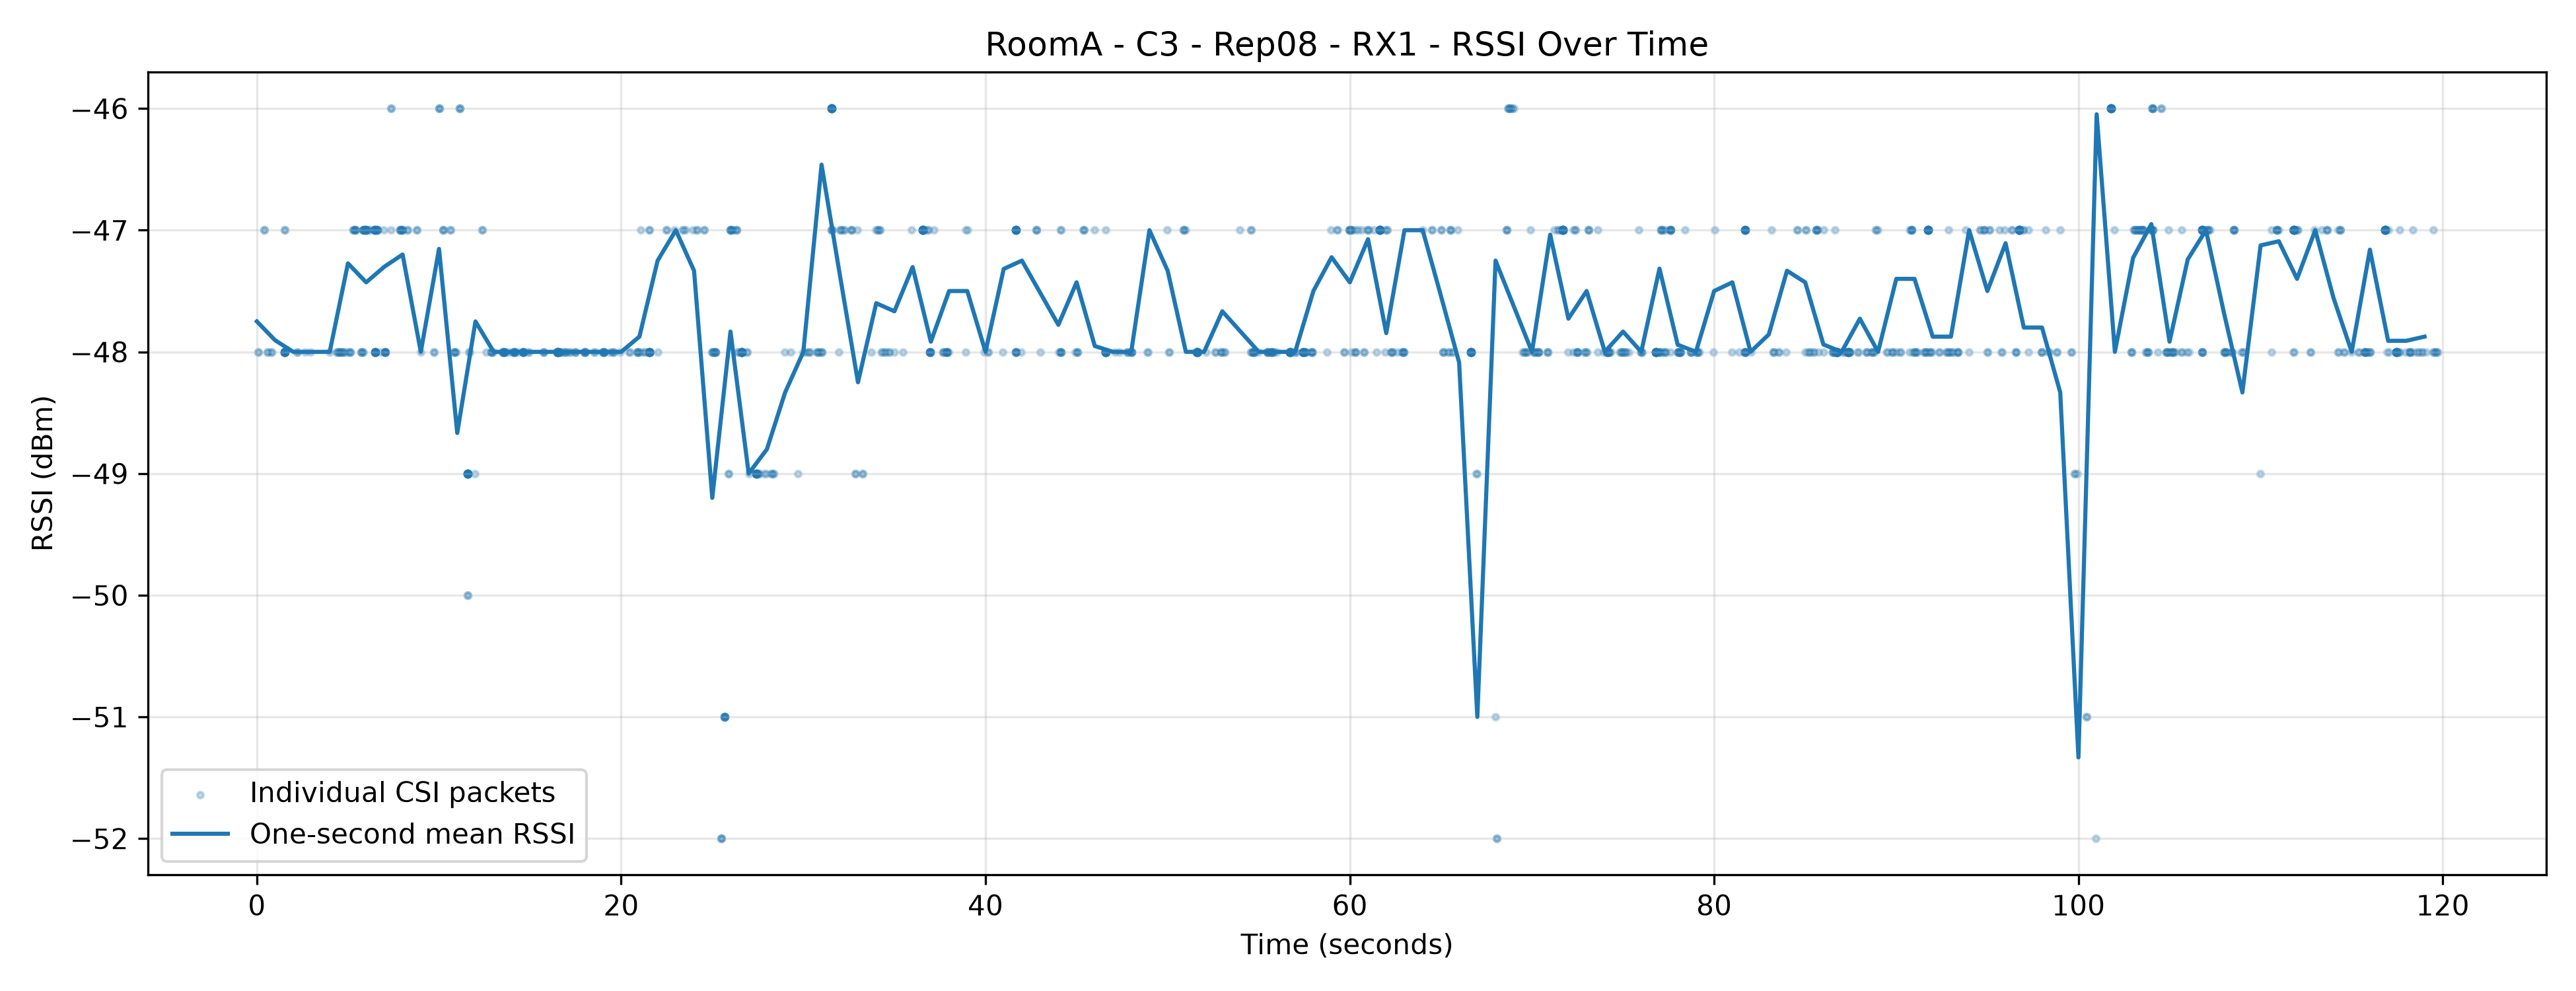 RoomA - C3 - Rep08 - RX1 - RSSI Over Time
RSSI (dBm)
−46
−47
−48
−49
−50
−51
−52
Individual CSI packets
One-second mean RSSI
0 20 40 60 80 100 120
Time (seconds)